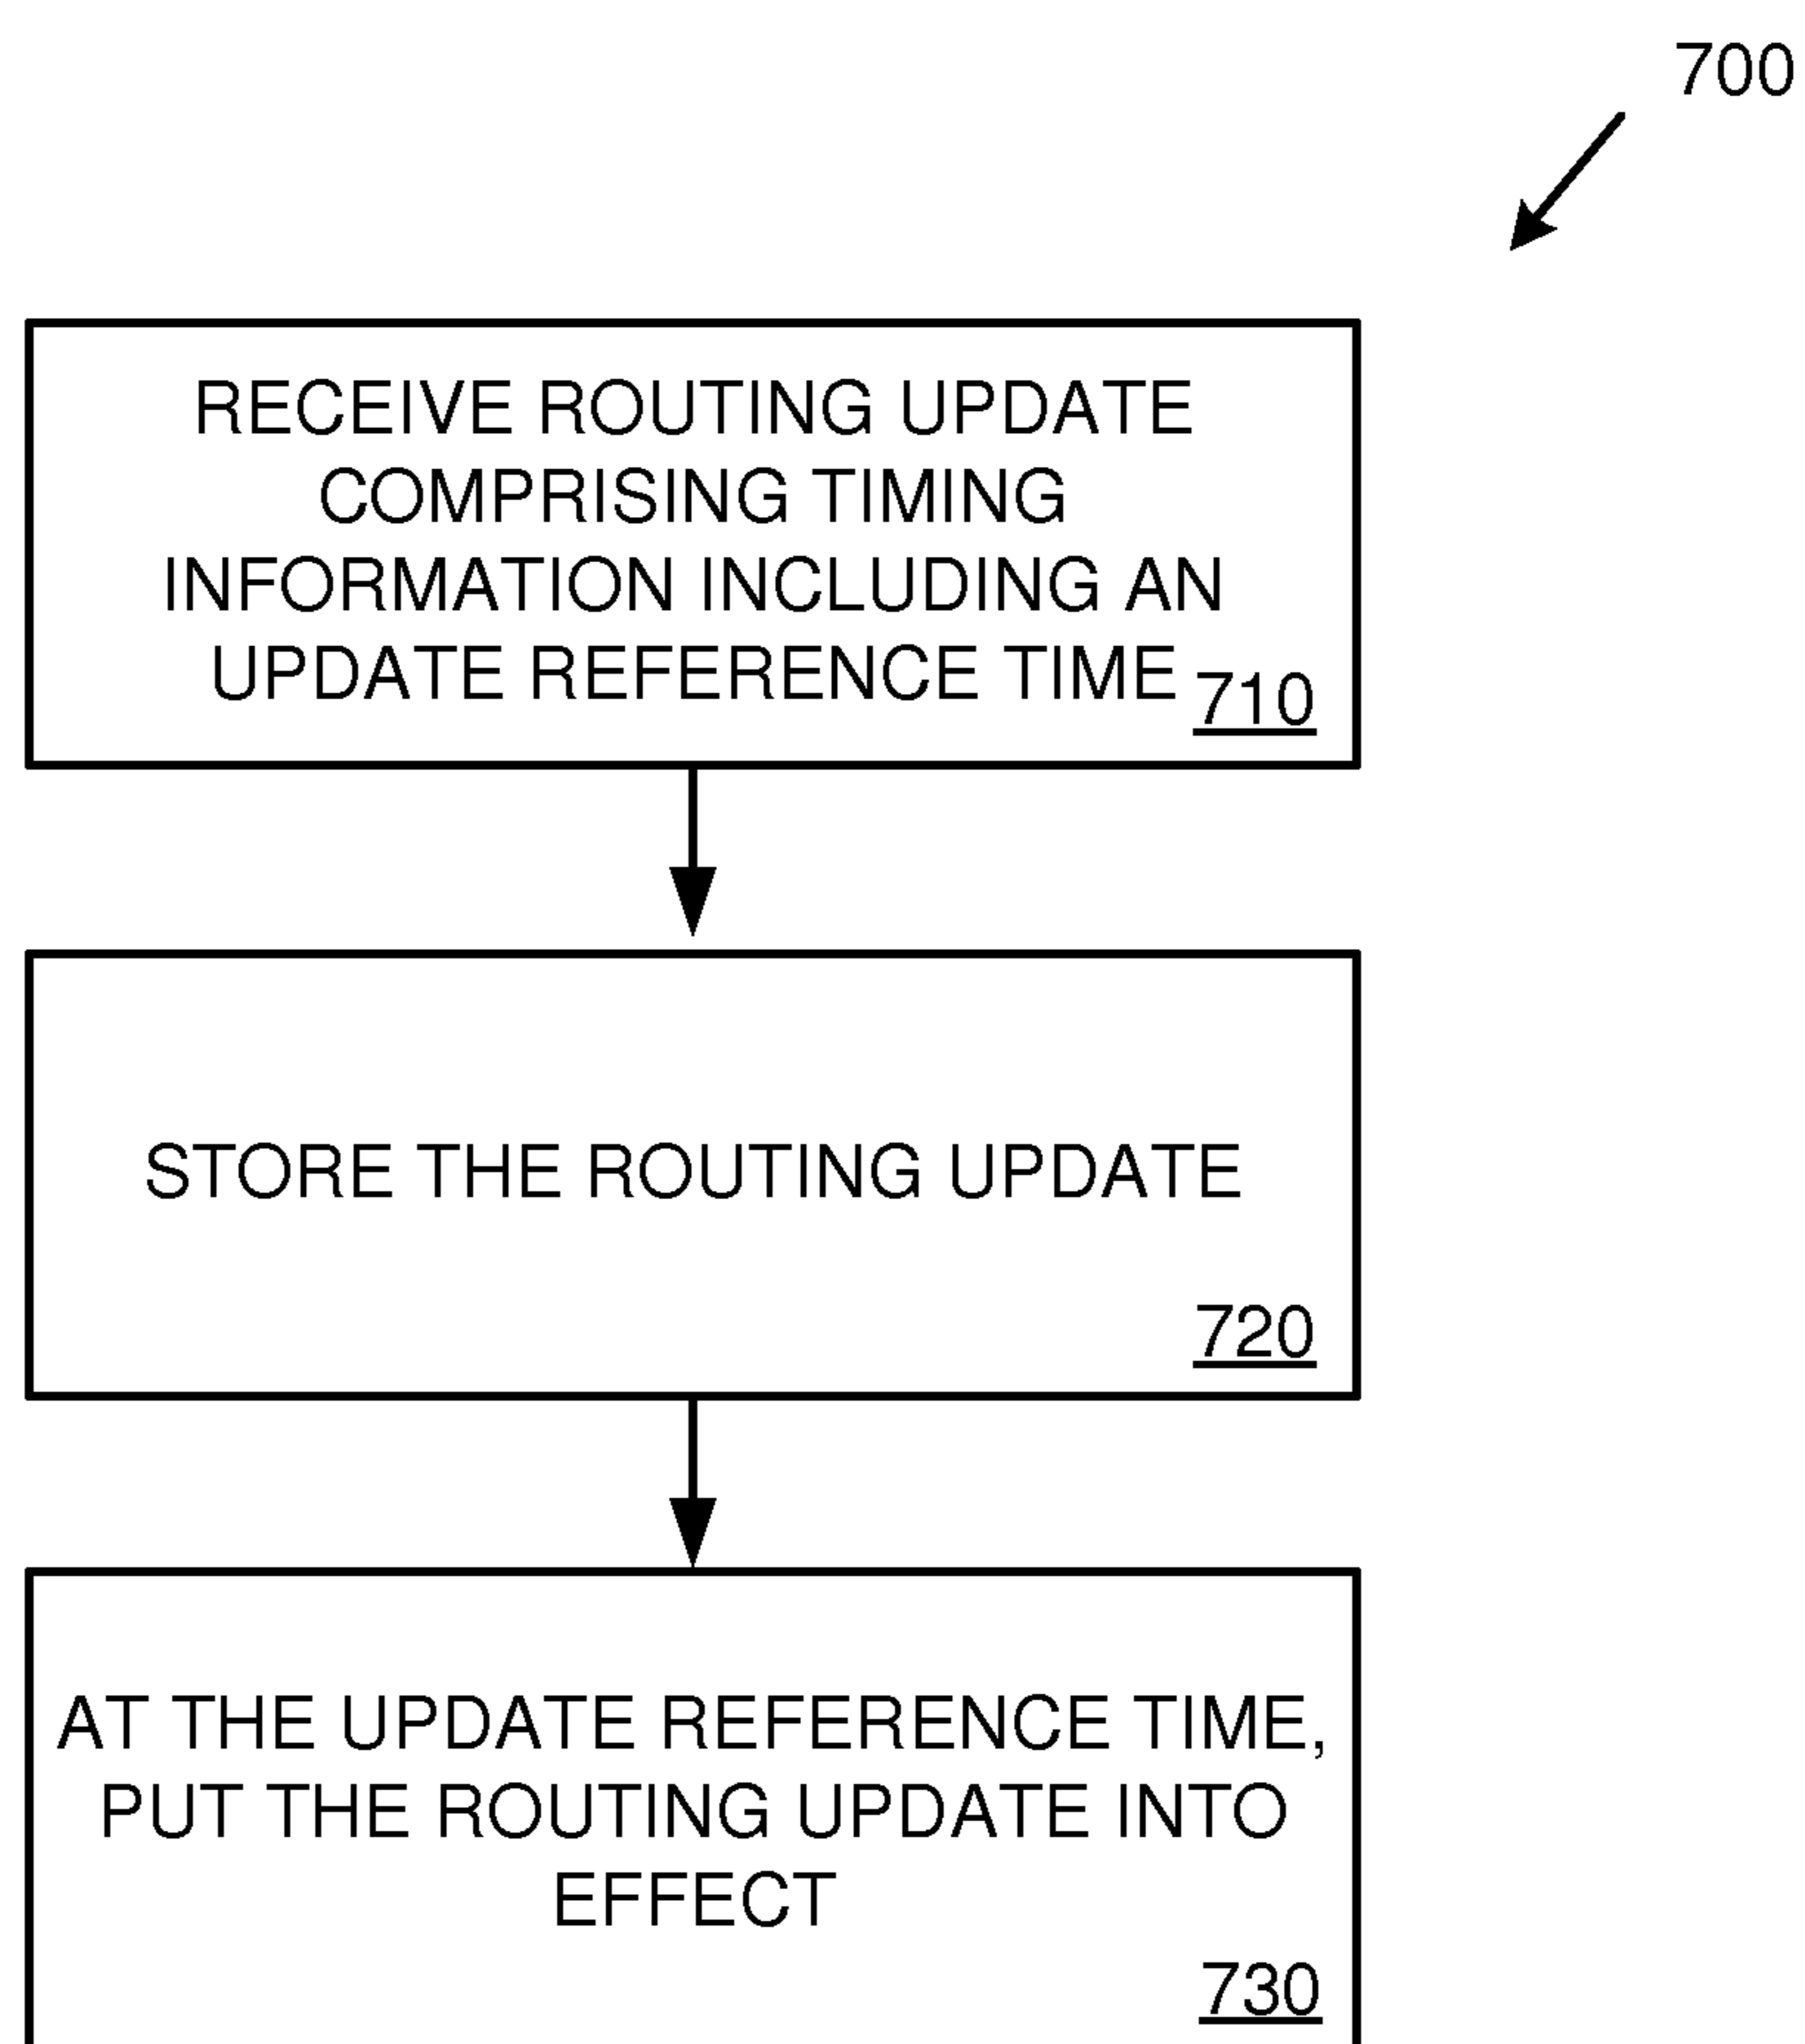 700
RECEIVE ROUTING UPDATE
COMPRISING TIMING
INFORMATION INCLUDING AN
UPDATE REFERENCE TIME
710
STORE THE ROUTING UPDATE
720
AT THE UPDATE REFERENCE TIME,
PUT THE ROUTING UPDATE INTO
EFFECT
730